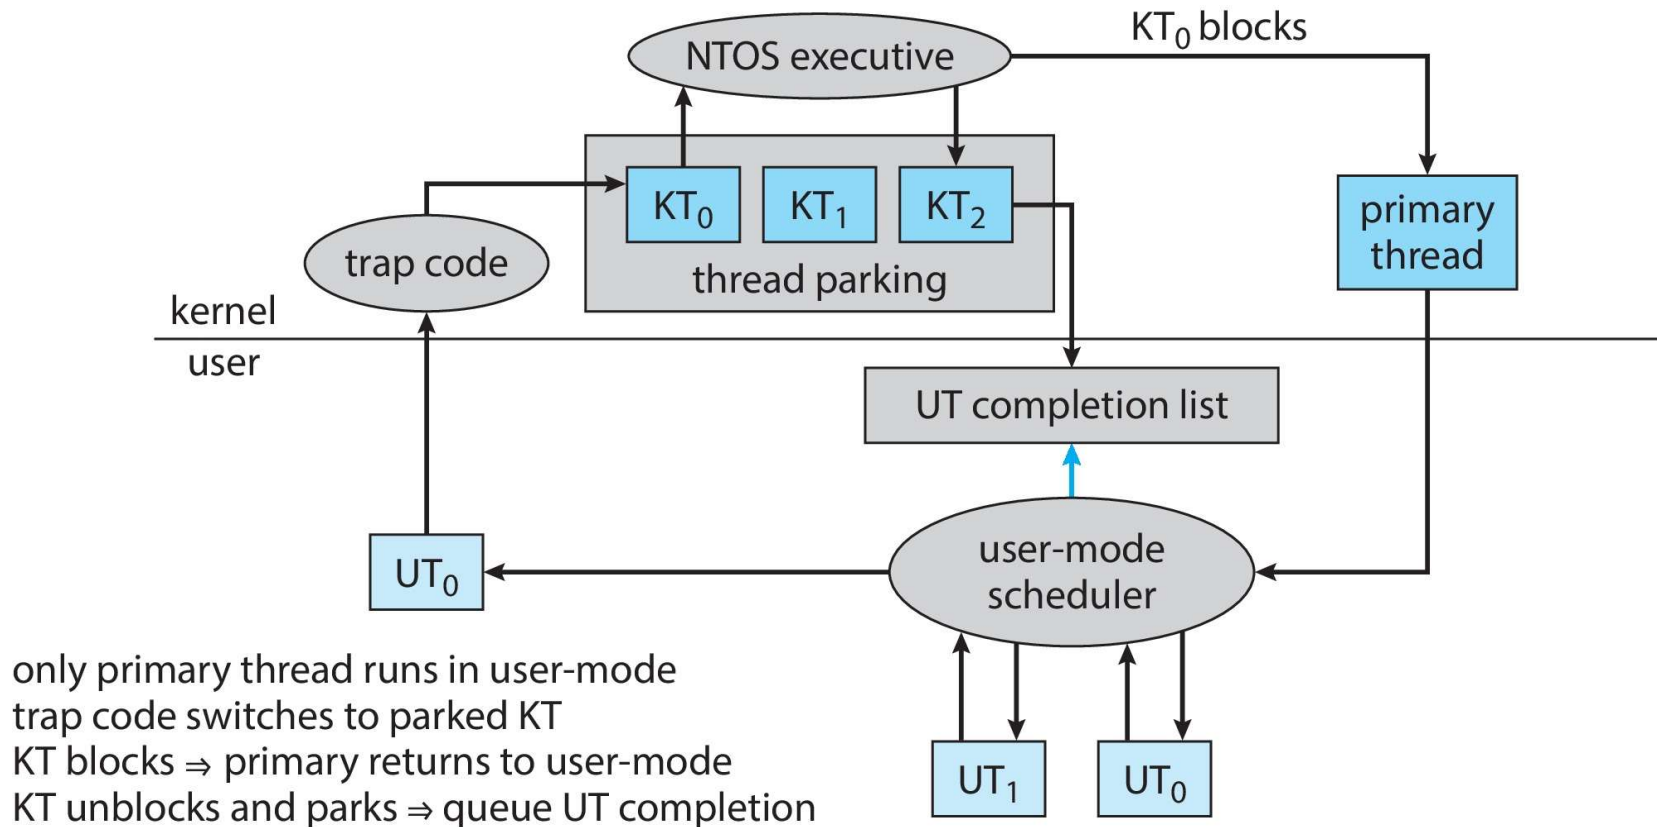 KT₀ blocks
NTOS executive
KT₀
KT₁
KT₂
thread parking
primary
thread
trap code
kernel
user
UT completion list
user-mode
scheduler
UT₀
UT₁
UT₀
only primary thread runs in user-mode
trap code switches to parked KT
KT blocks ⇒ primary returns to user-mode
KT unblocks and parks ⇒ queue UT completion